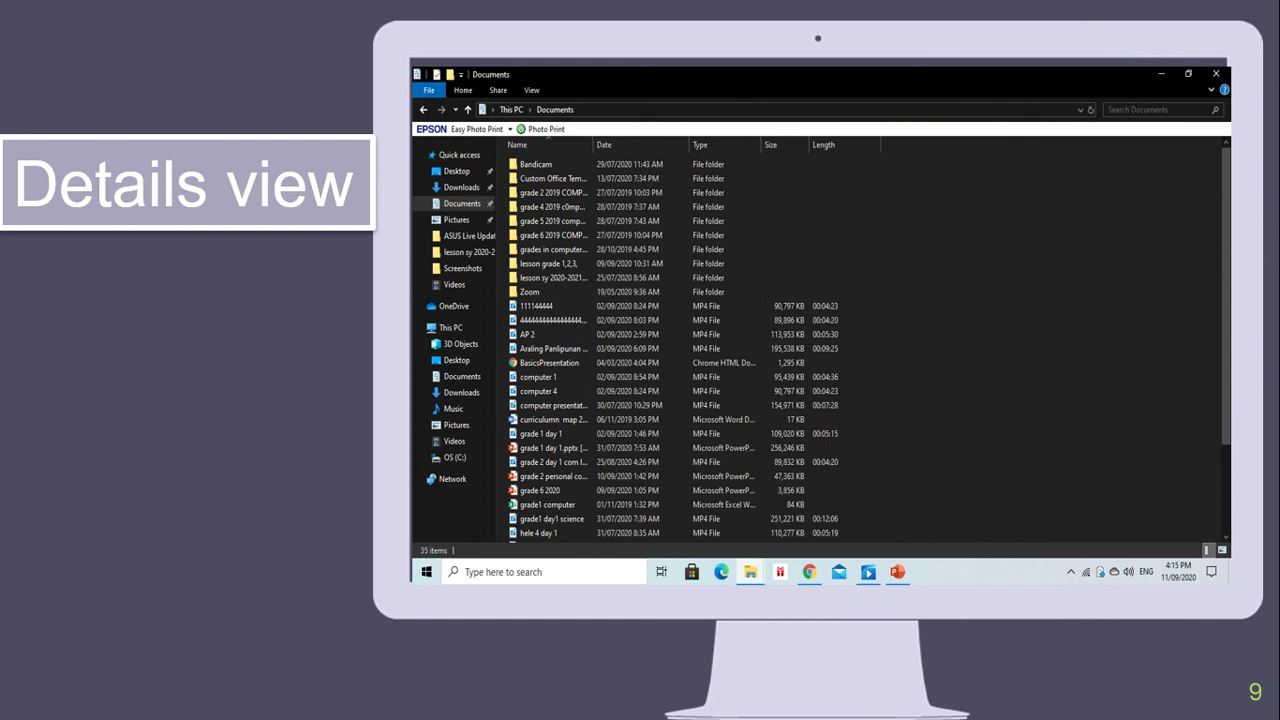 Details view
Documents
File Home Share View
This PC Documents
Search Documents
EPSON Easy Photo Print Photo Print
Name Date Type Size Length
Quick access
Desktop
Downloads
Documents
Pictures
ASUS Live Updat
lesson sy 2020-2
Screenshots
Videos
OneDrive
This PC
3D Objects
Desktop
Documents
Downloads
Music
Pictures
Videos
OS (C:)
Network
Bandicam 29/07/2020 11:43 AM File folder
Custom Office Tem... 13/07/2020 7:34 PM File folder
grade 2 2019 COMP... 27/07/2019 10:03 PM File folder
grade 4 2019 c0mp... 28/07/2019 7:37 AM File folder
grade 5 2019 comp... 28/07/2019 7:43 AM File folder
grade 6 2019 COMP... 27/07/2019 10:04 PM File folder
grades in computer... 28/10/2019 4:45 PM File folder
lesson grade 1,2,3, 09/09/2020 10:31 AM File folder
lesson sy 2020-2021... 25/07/2020 8:56 AM File folder
Zoom 19/05/2020 9:36 AM File folder
111144444 02/09/2020 8:24 PM MP4 File 90,797 KB 00:04:23
02/09/2020 8:03 PM MP4 File 89,896 KB 00:04:20
AP 2 02/09/2020 2:59 PM MP4 File 113,953 KB 00:05:30
Araling Panlipunan ... 03/09/2020 6:09 PM MP4 File 195,538 KB 00:09:25
BasicsPresentation 04/03/2020 4:04 PM Chrome HTML Do... 1,295 KB
computer 1 02/09/2020 8:54 PM MP4 File 95,439 KB 00:04:36
computer 4 02/09/2020 8:24 PM MP4 File 90,797 KB 00:04:23
computer presentat... 30/07/2020 10:29 PM MP4 File 154,971 KB 00:07:28
curriculumn map 2... 06/11/2019 3:05 PM Microsoft Word D... 17 KB
grade 1 day 1 02/09/2020 1:46 PM MP4 File 109,020 KB 00:05:15
grade 1 day 1.pptx [... 31/07/2020 7:53 PM Microsoft PowerP... 256,246 KB
grade 2 day 1 com l... 25/08/2020 4:26 PM MP4 File 89,832 KB 00:04:20
grade 2 personal co... 10/09/2020 1:42 PM Microsoft PowerP... 47,363 KB
grade 6 2020 09/09/2020 1:05 PM Microsoft PowerP... 3,856 KB
grade1 computer 01/11/2019 1:32 PM Microsoft Excel W... 84 KB
grade1 day1 science 31/07/2020 7:39 AM MP4 File 251,221 KB 00:12:06
hele 4 day 1 31/07/2020 8:35 AM MP4 File 110,277 KB 00:05:19
35 items
Type here to search
ENG
4:15 PM
11/09/2020
9